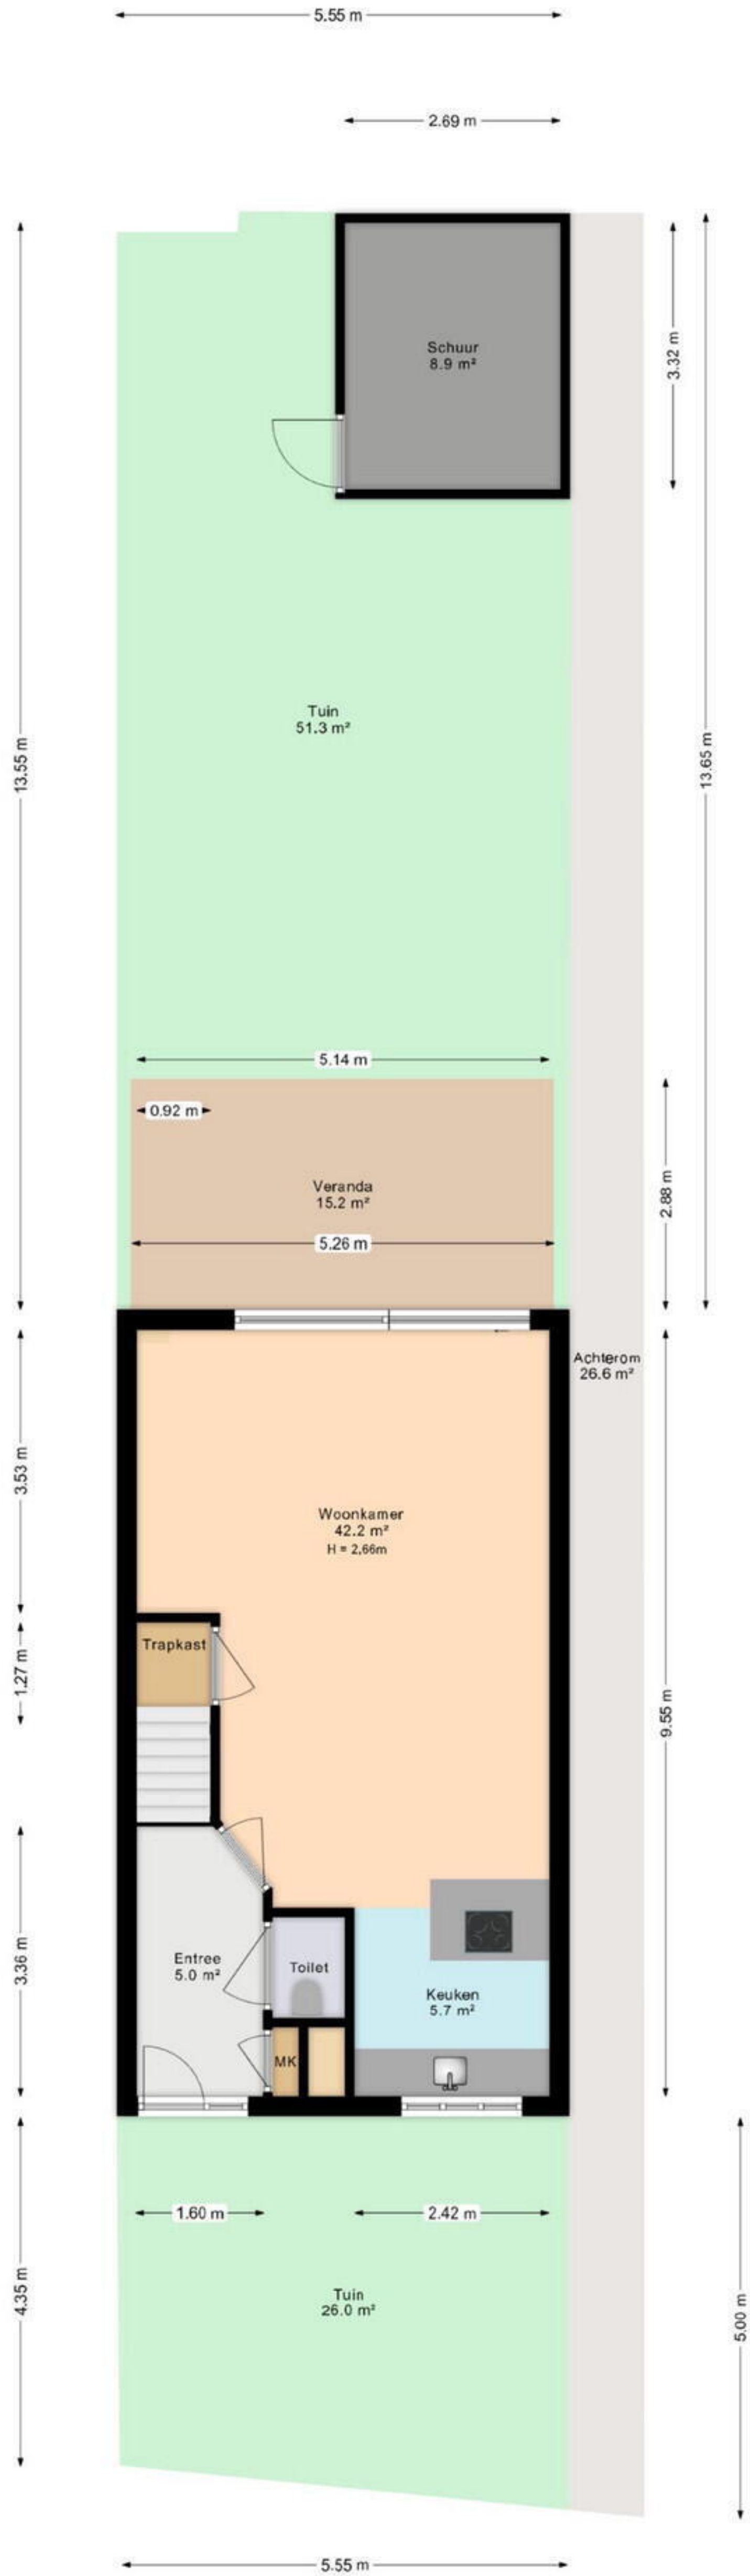 5.55 m
2.69 m
Schuur
8.9 m²
3.32 m
13.55 m
13.65 m
Tuin
51.3 m²
5.14 m
0.92 m
Veranda
15.2 m²
2.88 m
5.26 m
Achterom
26.6 m²
3.53 m
Woonkamer
42.2 m²
H = 2,66m
Trapkast
1.27 m
9.55 m
Entree
5.0 m²
Toilet
3.36 m
Keuken
5.7 m²
MK
1.60 m
2.42 m
4.35 m
Tuin
26.0 m²
5.00 m
5.55 m